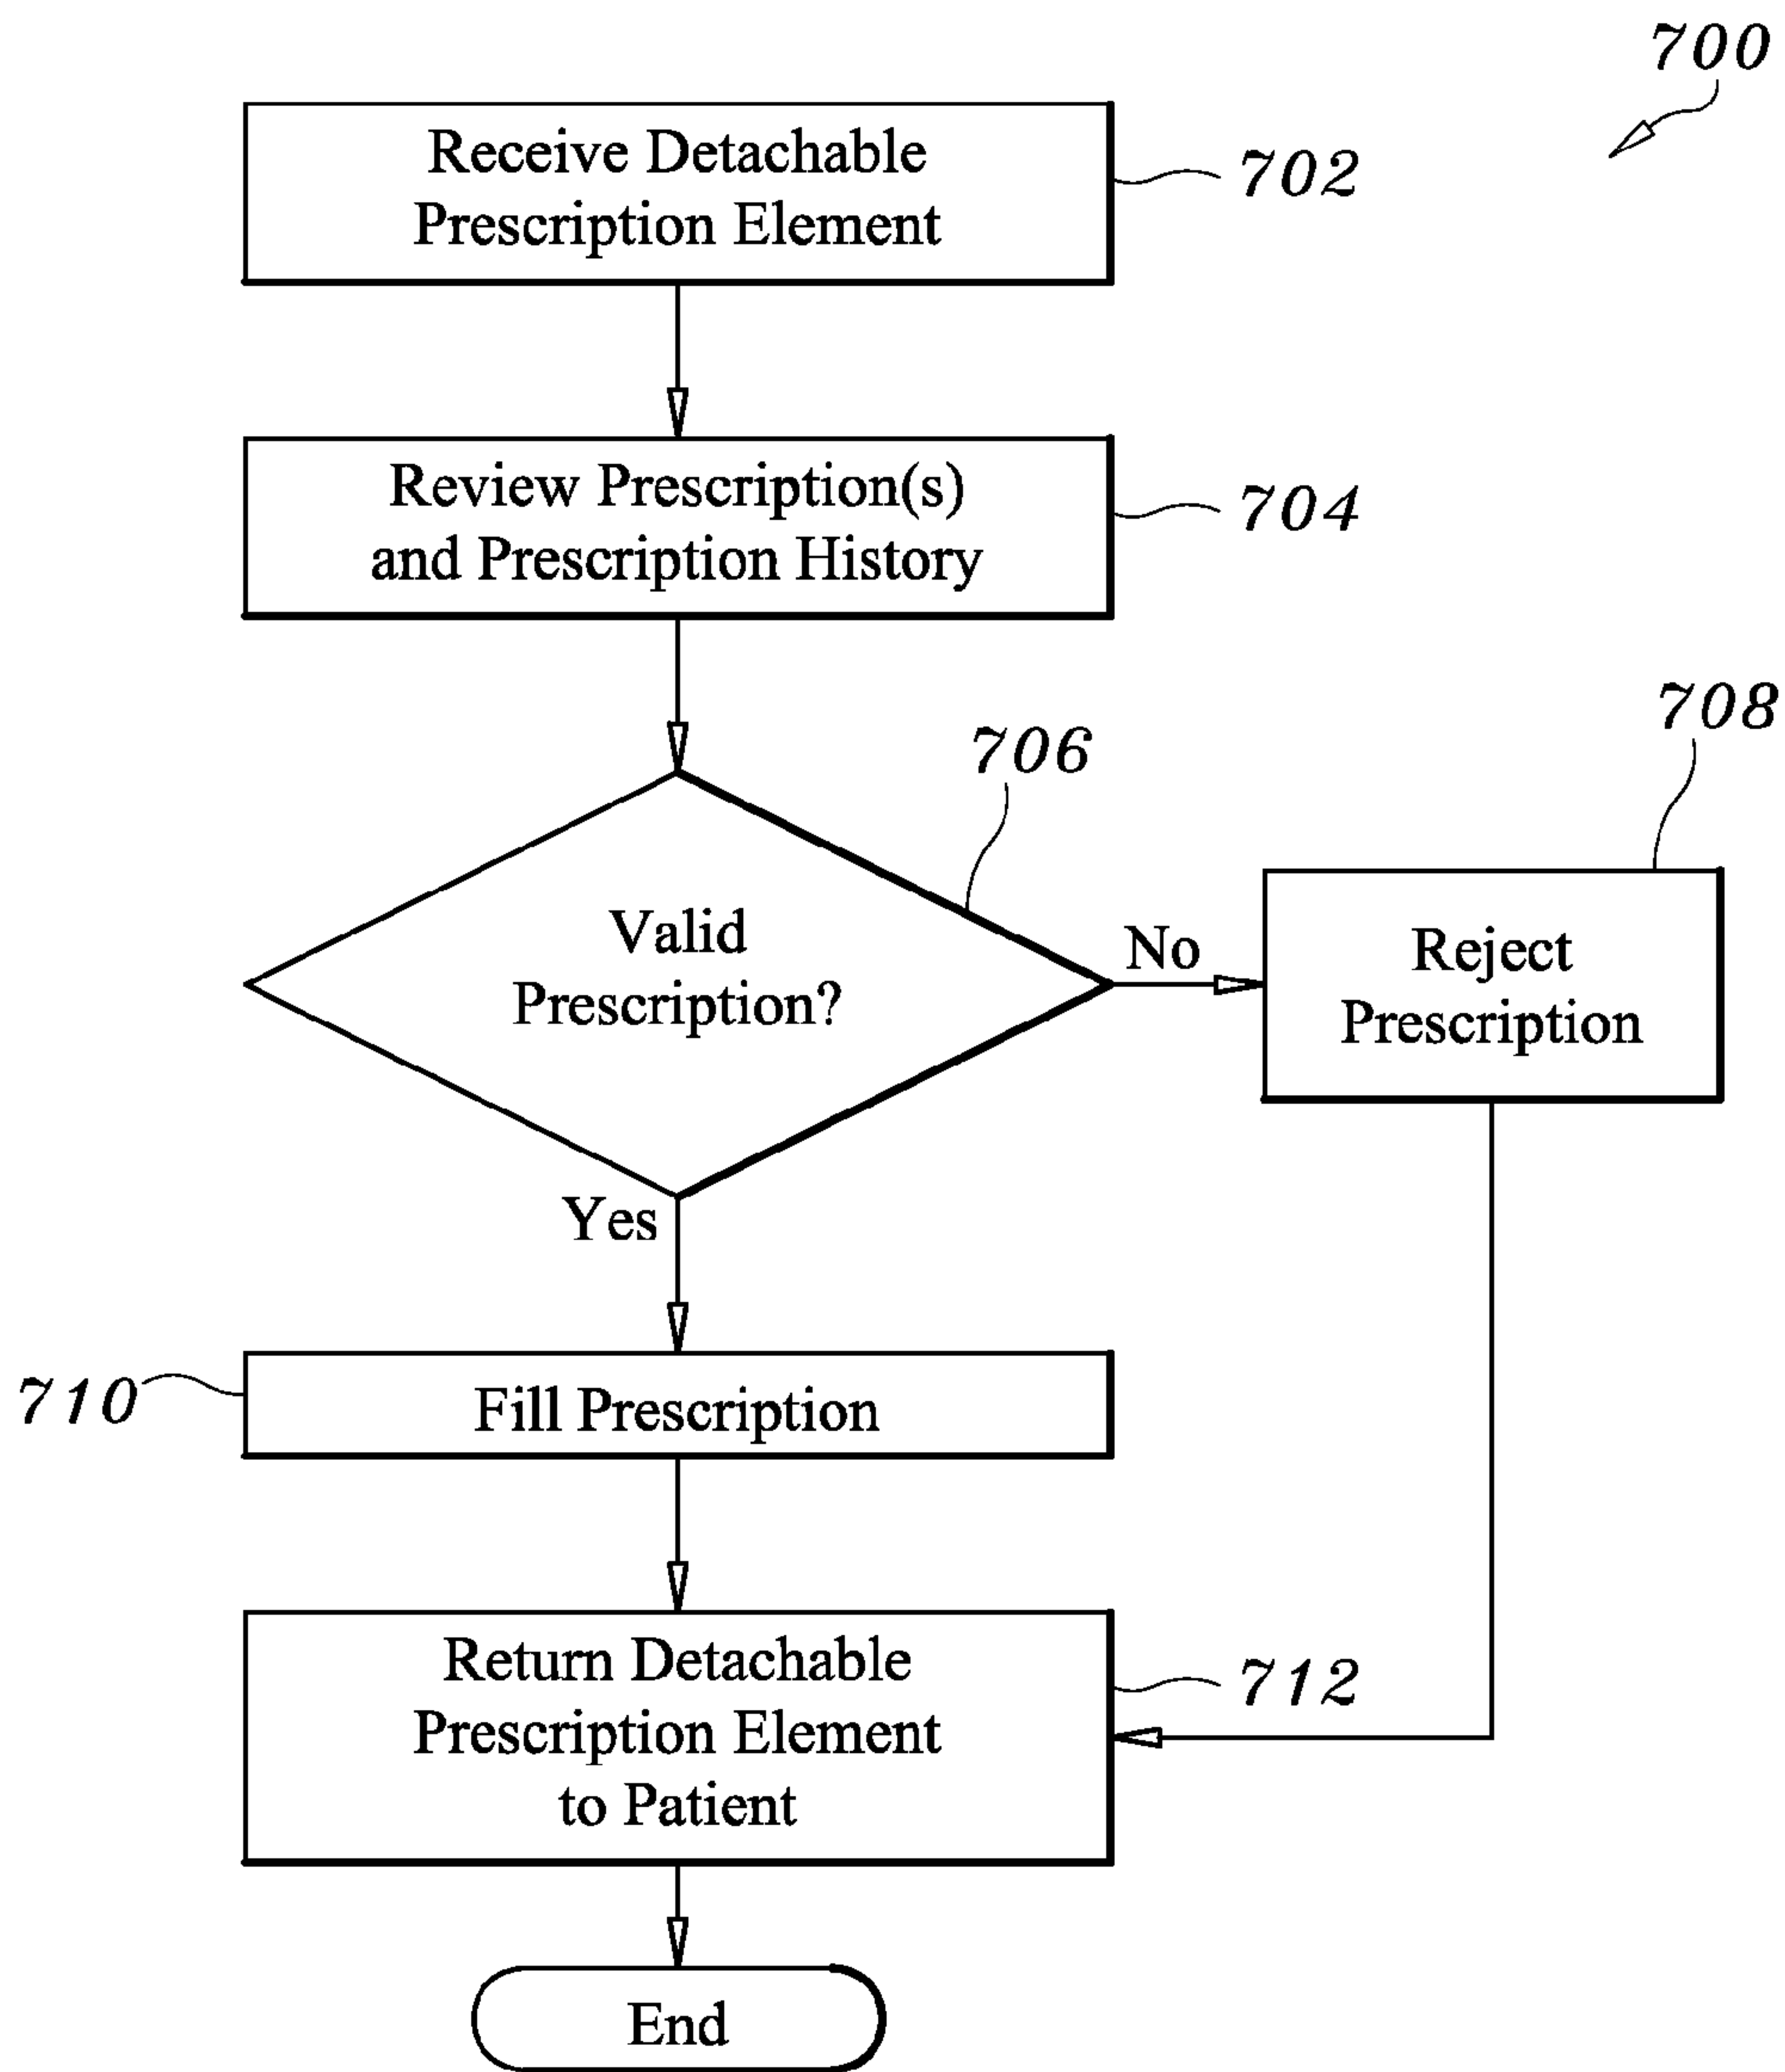 700
Receive Detachable
Prescription Element
702
Review Prescription(s)
and Prescription History
704
706
708
Valid
Prescription?
No
Reject
Prescription
Yes
710
Fill Prescription
Return Detachable
Prescription Element
to Patient
712
End